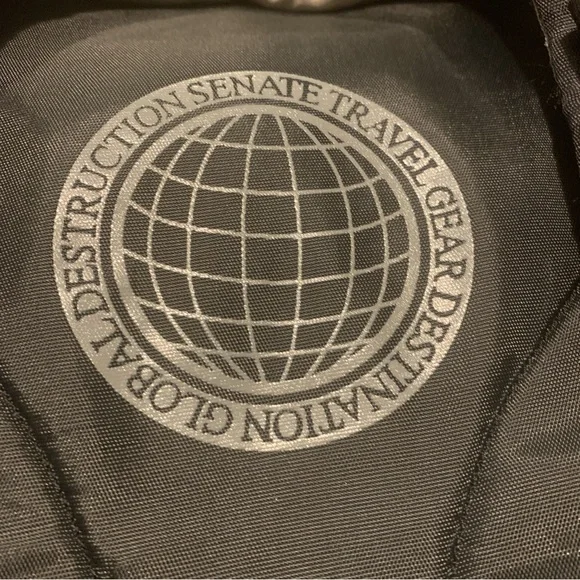 SENATE TRAVEL GEAR DESTINATION GLOBAL DESTRUCTION